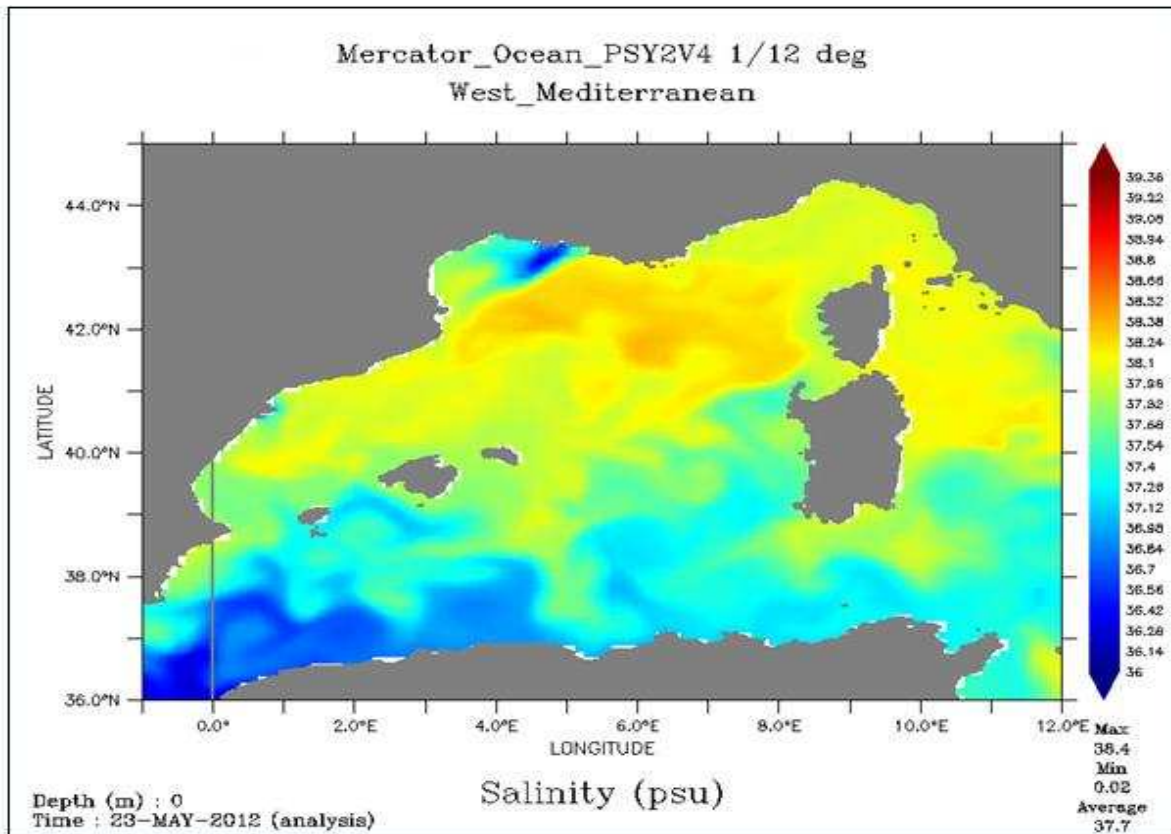 Mercator_Ocean_PSY2V4 1/12 deg
West_Mediterranean
44.0°N
42.0°N
40.0°N
38.0°N
36.0°N
LATITUDE
0.0°
2.0°E
4.0°E
6.0°E
8.0°E
10.0°E
12.0°E
LONGITUDE
39.36
39.22
39.08
38.94
38.8
38.66
38.52
38.38
38.24
38.1
37.96
37.82
37.68
37.54
37.4
37.26
37.12
36.98
36.84
36.7
36.56
36.42
36.28
36.14
36
Max
38.4
Min
0.02
Average
37.7
Salinity (psu)
Depth (m) : 0
Time : 23-MAY-2012 (analysis)